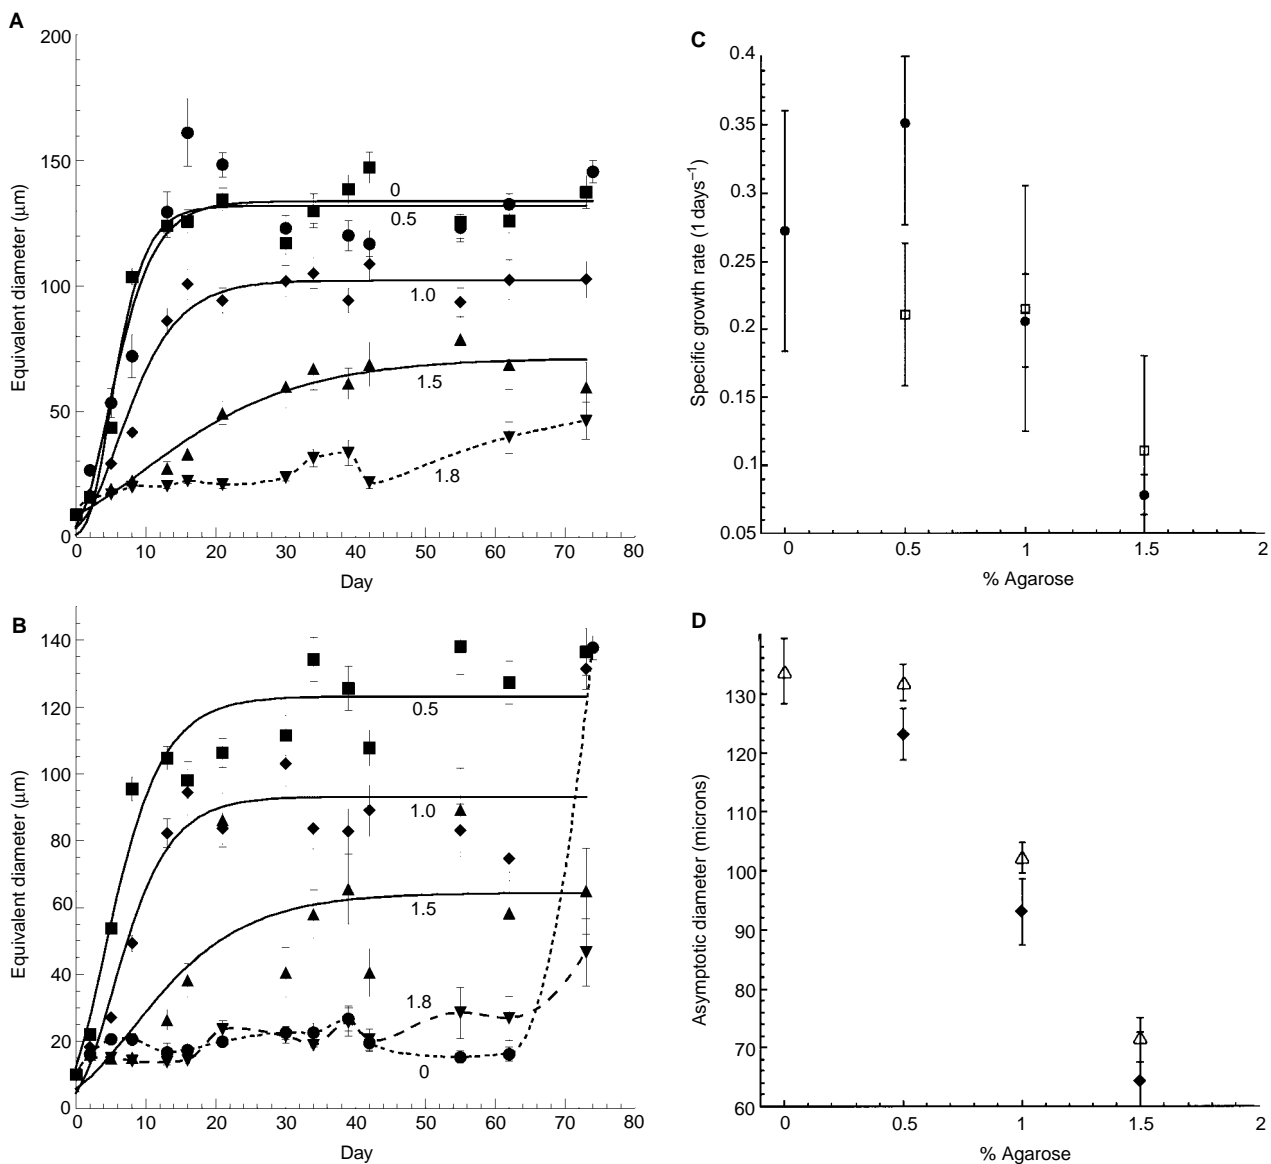 A
200
150
100
50
0
Equivalent diameter (μm)
0
0.5
1.0
1.5
1.8
0 10 20 30 40 50 60 70 80
Day
B
140
120
100
80
60
40
20
0
Equivalent diameter (μm)
0.5
1.0
1.5
1.8
0
0 10 20 30 40 50 60 70 80
Day
C
0.4
0.35
0.3
0.25
0.2
0.15
0.1
0.05
Specific growth rate (1 days⁻¹)
0 0.5 1 1.5 2
% Agarose
D
130
120
110
100
90
80
70
60
Asymptotic diameter (microns)
0 0.5 1 1.5 2
% Agarose